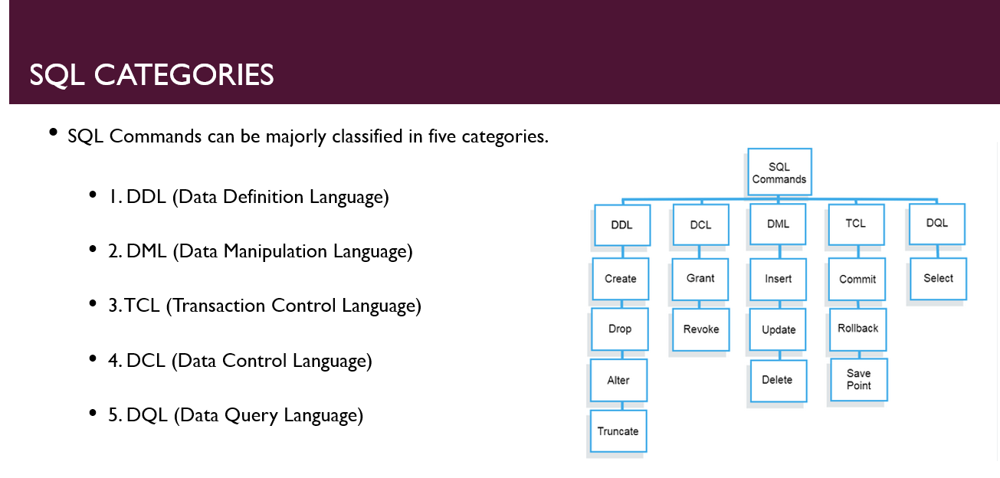 SQL CATEGORIES
• SQL Commands can be majorly classified in five categories.
• 1. DDL (Data Definition Language)
• 2. DML (Data Manipulation Language)
• 3. TCL (Transaction Control Language)
• 4. DCL (Data Control Language)
• 5. DQL (Data Query Language)
SQL
Commands
DDL
DCL
DML
TCL
DQL
Create
Grant
Insert
Commit
Select
Drop
Revoke
Update
Rollback
Alter
Delete
Save
Point
Truncate